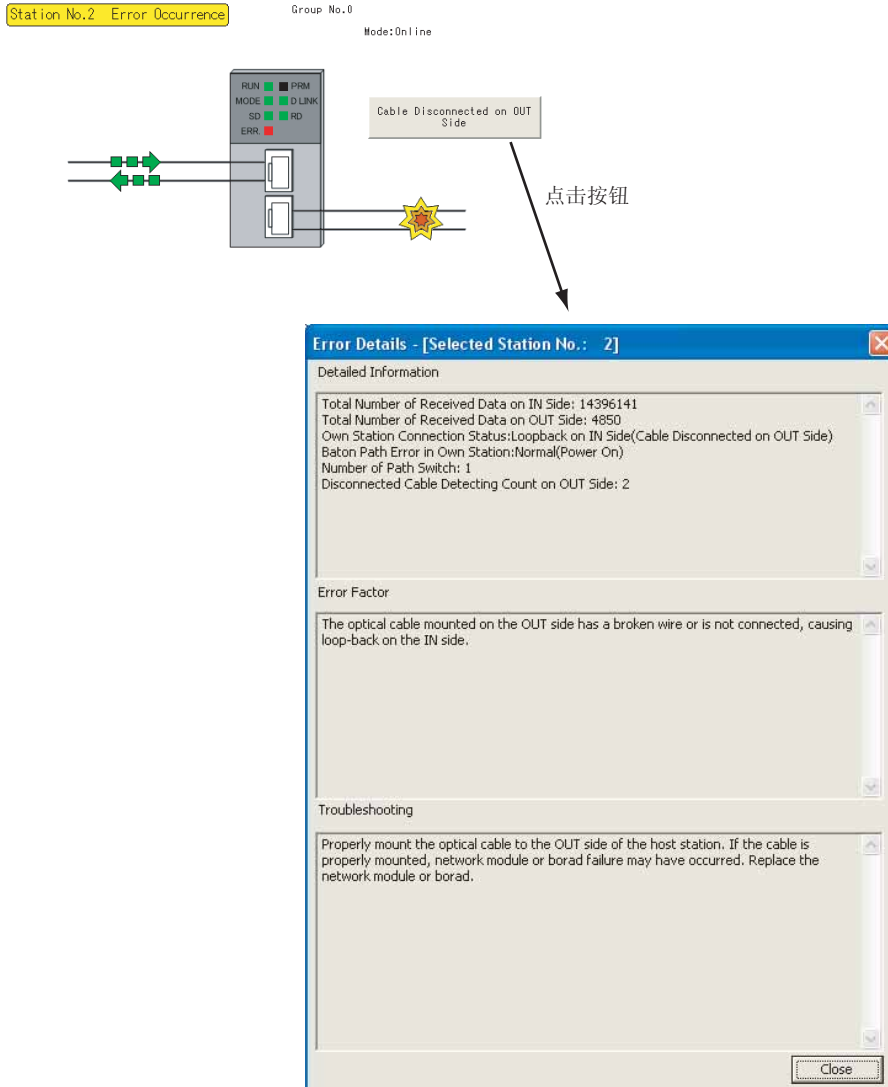 Station No.2  Error Occurrence
Group No.0
Mode:Online
RUN PRM
MODE D LINK
SD RD
ERR.
Cable Disconnected on OUT
Side
点击按钮
Error Details - [Selected Station No.:   2]
Detailed Information
Total Number of Received Data on IN Side: 14396141
Total Number of Received Data on OUT Side: 4850
Own Station Connection Status:Loopback on IN Side(Cable Disconnected on OUT Side)
Baton Path Error in Own Station:Normal(Power On)
Number of Path Switch: 1
Disconnected Cable Detecting Count on OUT Side: 2
Error Factor
The optical cable mounted on the OUT side has a broken wire or is not connected, causing
loop-back on the IN side.
Troubleshooting
Properly mount the optical cable to the OUT side of the host station. If the cable is
properly mounted, network module or borad failure may have occurred. Replace the
network module or borad.
Close